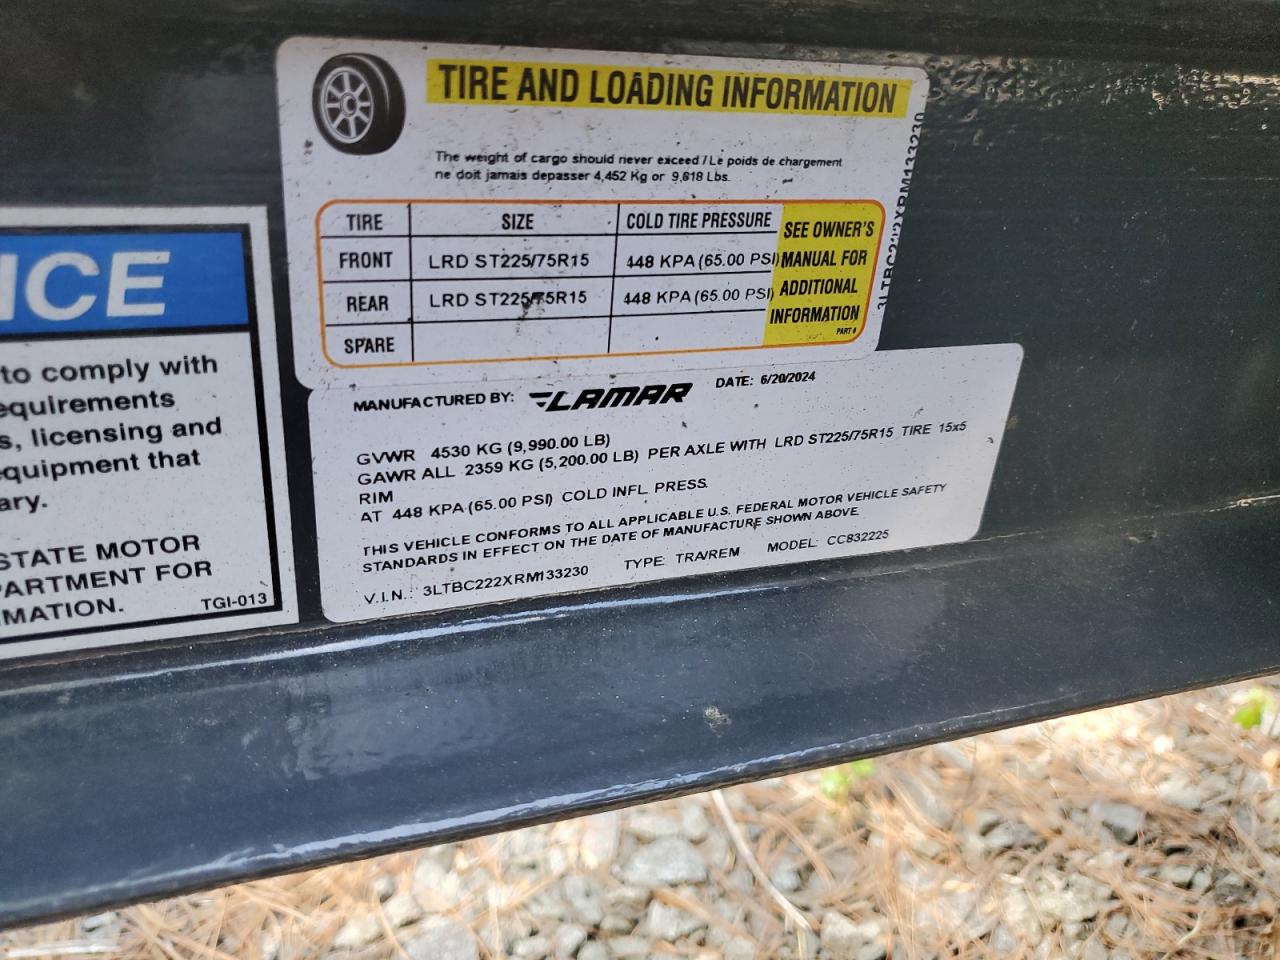 TIRE AND LOADING INFORMATION
The weight of cargo should never exceed / Le poids de chargement
ne doit jamais depasser 4,452 Kg or 9,618 Lbs.
TIRE SIZE COLD TIRE PRESSURE
FRONT LRD ST225/75R15 448 KPA (65.00 PSI)
REAR LRD ST225/75R15 448 KPA (65.00 PSI)
SPARE
SEE OWNER'S
MANUAL FOR
ADDITIONAL
INFORMATION
PART #
3LTBC222XRM133230
MANUFACTURED BY: LAMAR DATE: 6/20/2024
GVWR 4530 KG (9,990.00 LB)
GAWR ALL 2359 KG (5,200.00 LB) PER AXLE WITH LRD ST225/75R15 TIRE 15x5
RIM
AT 448 KPA (65.00 PSI) COLD INFL. PRESS.
THIS VEHICLE CONFORMS TO ALL APPLICABLE U.S. FEDERAL MOTOR VEHICLE SAFETY
STANDARDS IN EFFECT ON THE DATE OF MANUFACTURE SHOWN ABOVE.
V.I.N.: 3LTBC222XRM133230 TYPE: TRA/REM MODEL: CC832225
ICE
to comply with
equirements
s, licensing and
equipment that
ary.
STATE MOTOR
PARTMENT FOR
MATION.
TGI-013